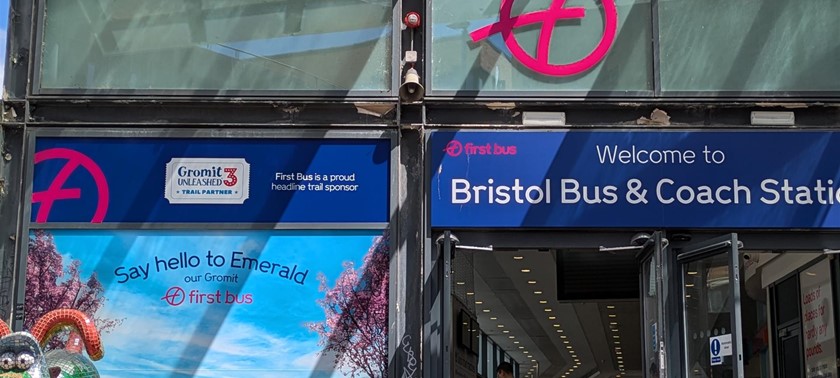 Gromit
UNLEASHED 3
TRAIL PARTNER
First Bus is a proud
headline trail sponsor
Say hello to Emerald
our Gromit
first bus
first bus
Welcome to
Bristol Bus & Coach Statio